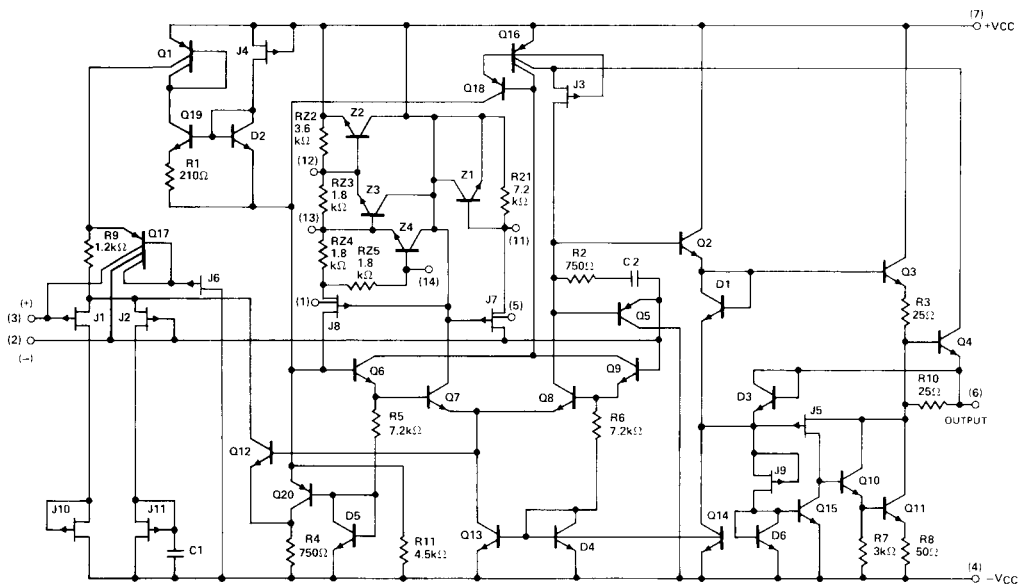 (7)
+VCC
Q1
J4
Q16
Q18
J3
Q19
D2
R1
210Ω
RZ2
3.6
kΩ
Z2
(12)
RZ3
1.8
kΩ
Z3
Z1
R21
7.2
kΩ
(13)
Z4
(11)
RZ4
1.8
kΩ
RZ5
1.8
kΩ
(14)
R9
1.2kΩ
Q17
J6
(+)
(3)
J1
J2
(2)
(−)
(1)
J8
J7
(5)
R2
750Ω
C2
Q5
Q2
D1
Q3
R3
25Ω
Q4
Q6
Q7
Q8
Q9
D3
J5
R10
25Ω
(6)
OUTPUT
R5
7.2kΩ
R6
7.2kΩ
Q12
J9
Q10
J10
J11
C1
Q20
R4
750Ω
D5
R11
4.5kΩ
Q13
D4
Q14
D6
Q15
Q11
R7
3kΩ
R8
50Ω
(4)
−VCC